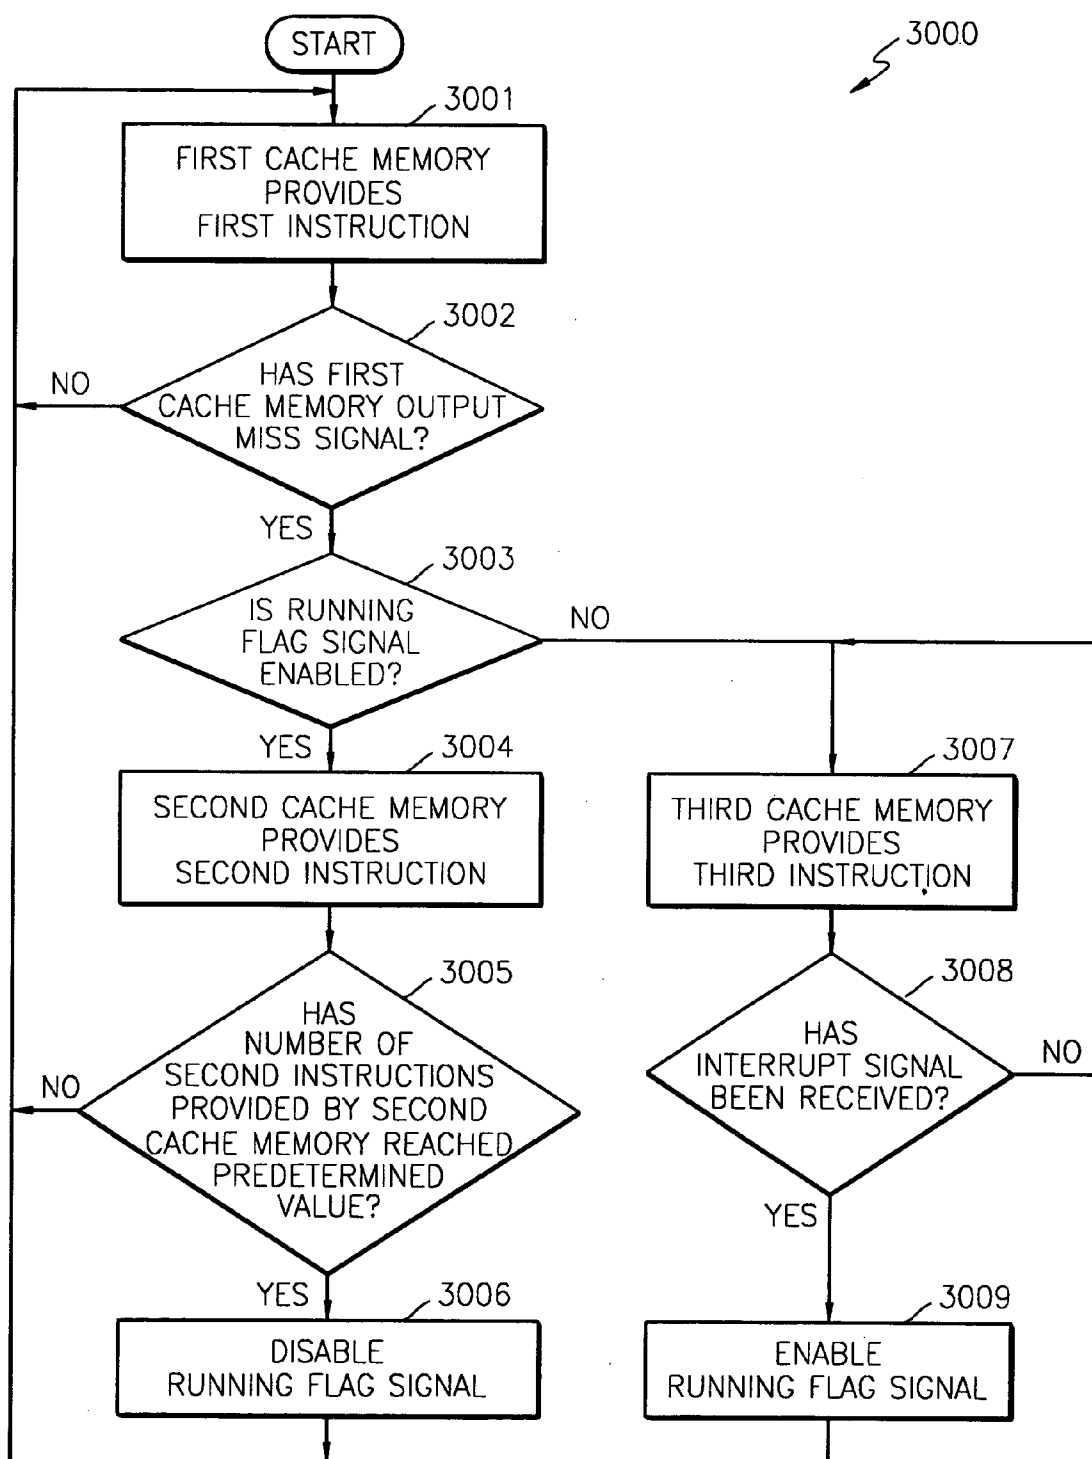 START
3000
3001
FIRST CACHE MEMORY
PROVIDES
FIRST INSTRUCTION
3002
HAS FIRST
CACHE MEMORY OUTPUT
MISS SIGNAL?
NO
YES
3003
IS RUNNING
FLAG SIGNAL
ENABLED?
NO
YES
3004
SECOND CACHE MEMORY
PROVIDES
SECOND INSTRUCTION
3007
THIRD CACHE MEMORY
PROVIDES
THIRD INSTRUCTION
3005
HAS
NUMBER OF
SECOND INSTRUCTIONS
PROVIDED BY SECOND
CACHE MEMORY REACHED
PREDETERMINED
VALUE?
NO
YES
3008
HAS
INTERRUPT SIGNAL
BEEN RECEIVED?
NO
YES
3006
DISABLE
RUNNING FLAG SIGNAL
3009
ENABLE
RUNNING FLAG SIGNAL